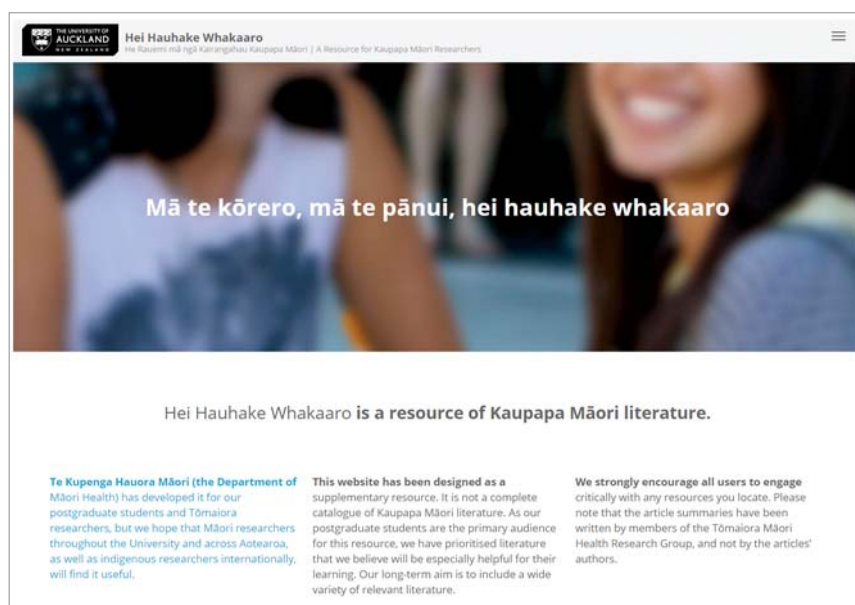 THE UNIVERSITY OF
AUCKLAND
NEW ZEALAND
Hei Hauhake Whakaaro
He Rauemi mā ngā Kairangahau Kaupapa Māori | A Resource for Kaupapa Māori Researchers
Mā te kōrero, mā te pānui, hei hauhake whakaaro
Hei Hauhake Whakaaro is a resource of Kaupapa Māori literature.
Te Kupenga Hauora Māori (the Department of
Māori Health) has developed it for our
postgraduate students and Tōmaiora
researchers, but we hope that Māori researchers
throughout the University and across Aotearoa,
as well as indigenous researchers internationally,
will find it useful.
This website has been designed as a
supplementary resource. It is not a complete
catalogue of Kaupapa Māori literature. As our
postgraduate students are the primary audience
for this resource, we have prioritised literature
that we believe will be especially helpful for their
learning. Our long-term aim is to include a wide
variety of relevant literature.
We strongly encourage all users to engage
critically with any resources you locate. Please
note that the article summaries have been
written by members of the Tōmaiora Māori
Health Research Group, and not by the articles'
authors.